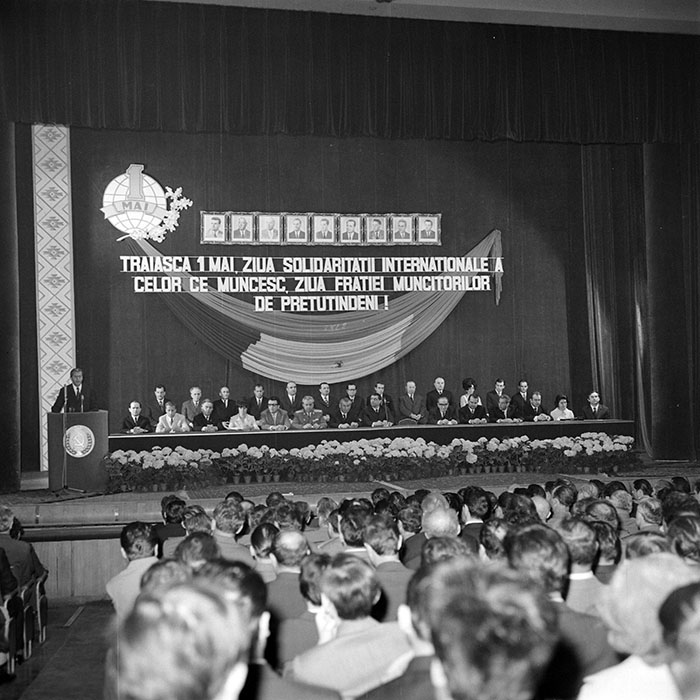 1
MAI
TRAIASCA 1 MAI, ZIUA SOLIDARITATII INTERNATIONALE A
CELOR CE MUNCESC, ZIUA FRATIEI MUNCITORILOR
DE PRETUTINDENI !